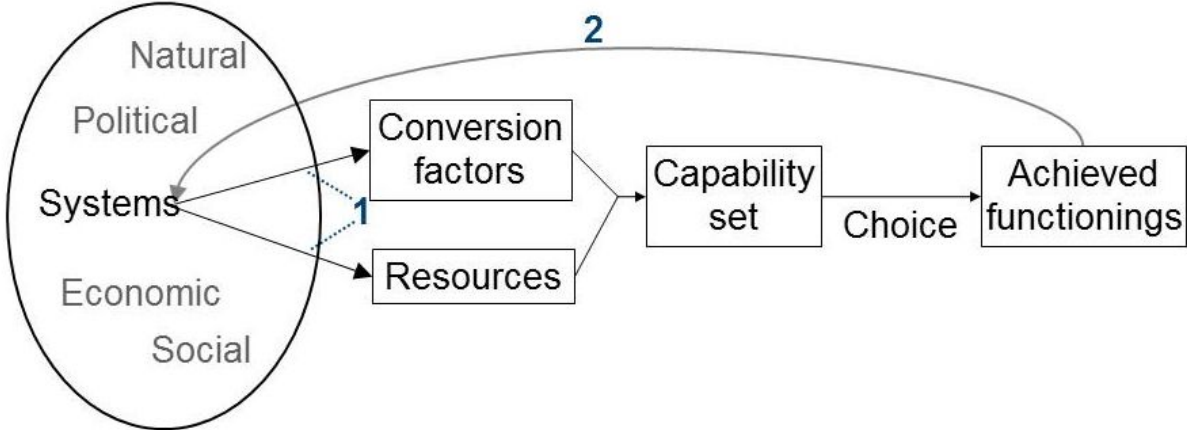 2
Natural
Political
Systems
Economic
Social
Conversion
factors
1
Resources
Capability
set
Choice
Achieved
functionings